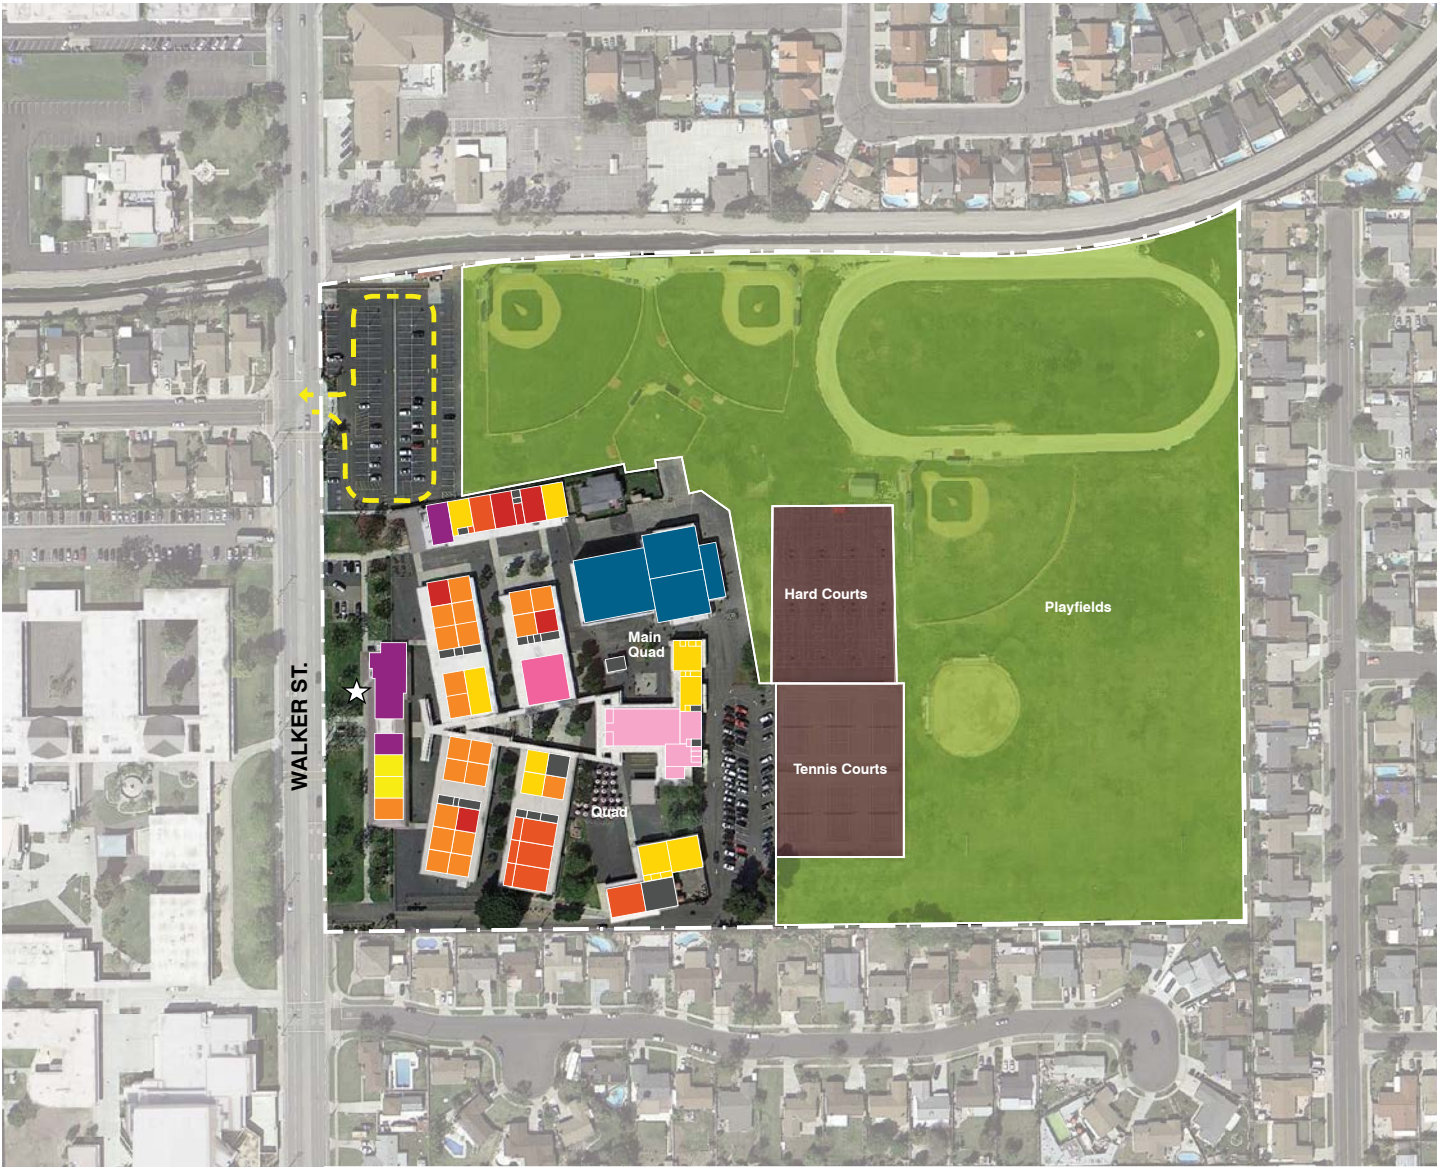 Hard Courts
Playfields
Main
Quad
WALKER ST.
Tennis Courts
Quad